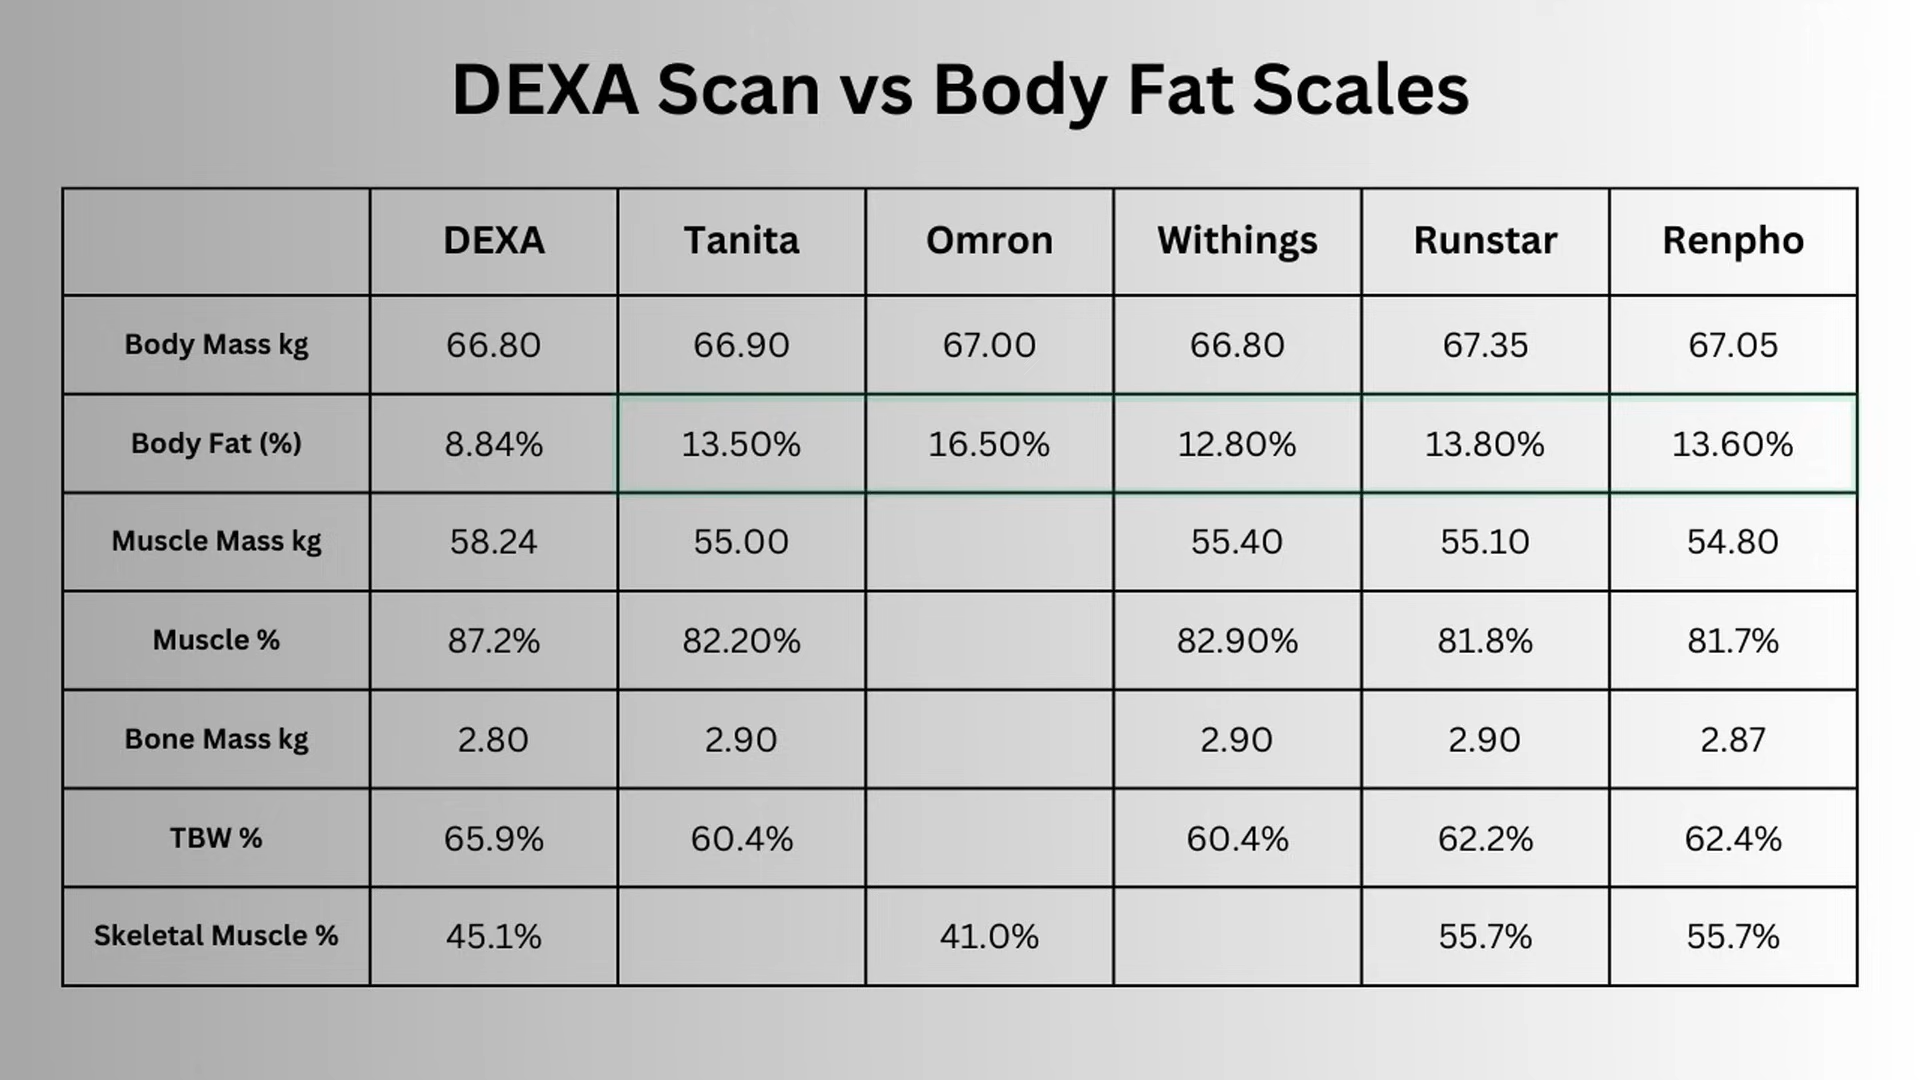 DEXA Scan vs Body Fat Scales
DEXA Tanita Omron Withings Runstar Renpho
Body Mass kg 66.80 66.90 67.00 66.80 67.35 67.05
Body Fat (%) 8.84% 13.50% 16.50% 12.80% 13.80% 13.60%
Muscle Mass kg 58.24 55.00 55.40 55.10 54.80
Muscle % 87.2% 82.20% 82.90% 81.8% 81.7%
Bone Mass kg 2.80 2.90 2.90 2.90 2.87
TBW % 65.9% 60.4% 60.4% 62.2% 62.4%
Skeletal Muscle % 45.1% 41.0% 55.7% 55.7%